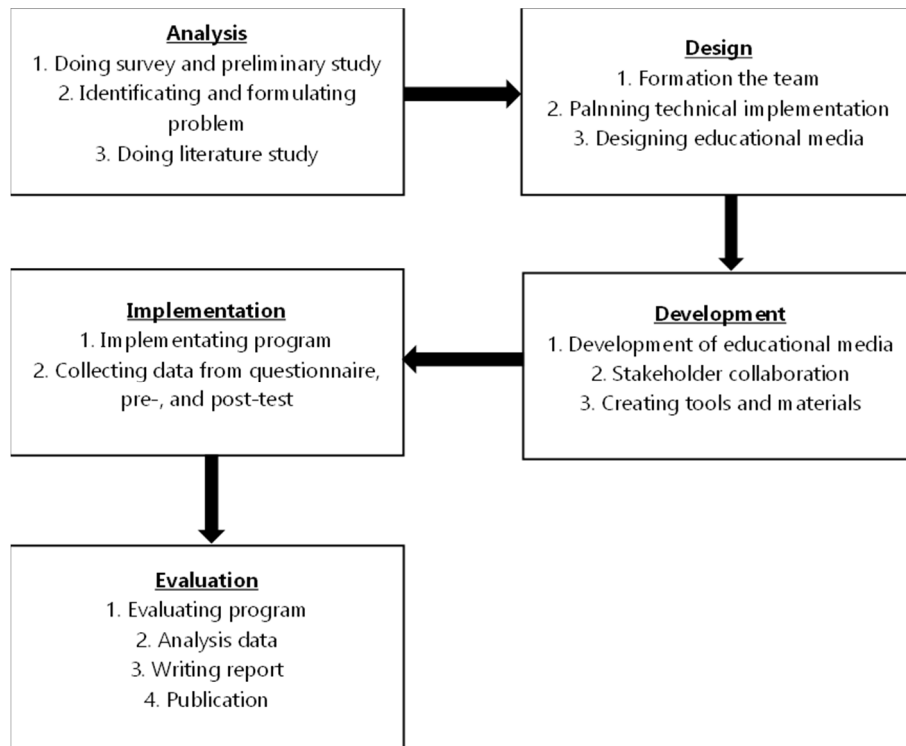 Analysis
1. Doing survey and preliminary study
2. Identificating and formulating
problem
3. Doing literature study
Design
1. Formation the team
2. Palnning technical implementation
3. Designing educational media
Development
1. Development of educational media
2. Stakeholder collaboration
3. Creating tools and materials
Implementation
1. Implementating program
2. Collecting data from questionnaire,
pre-, and post-test
Evaluation
1. Evaluating program
2. Analysis data
3. Writing report
4. Publication